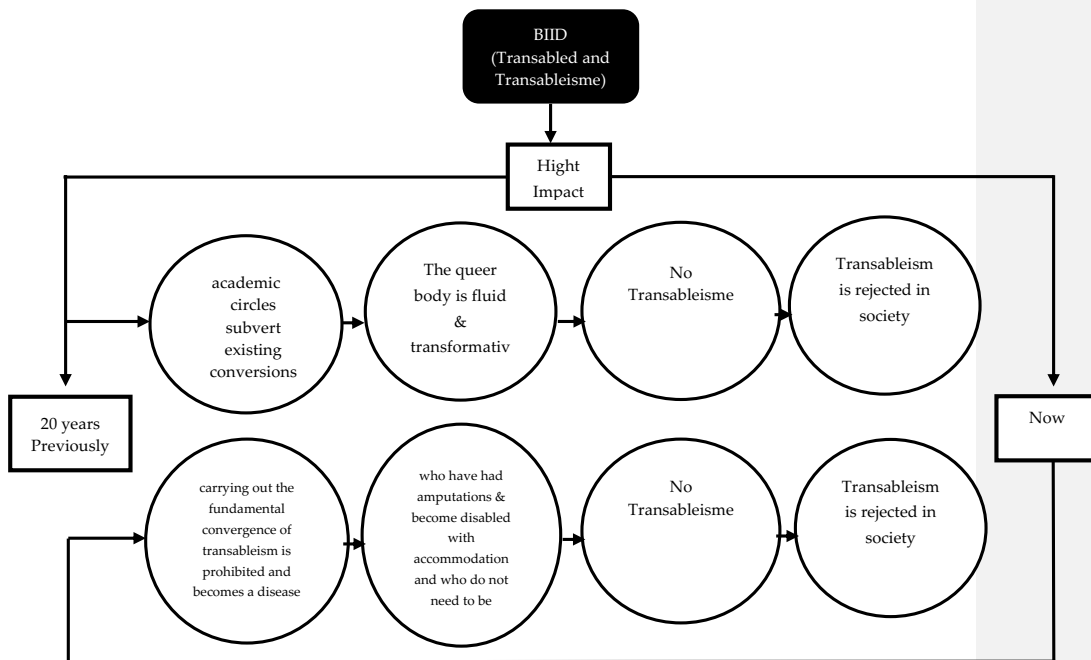 BIID
(Transabled and
Transableisme)
Hight
Impact
academic
circles
subvert
existing
conversions
The queer
body is fluid
&
transformativ
No
Transableisme
Transableism
is rejected in
society
20 years
Previously
Now
carrying out the
fundamental
convergence of
transableism is
prohibited and
becomes a disease
who have had
amputations &
become disabled
with
accommodation
and who do not
need to be
No
Transableisme
Transableism
is rejected in
society